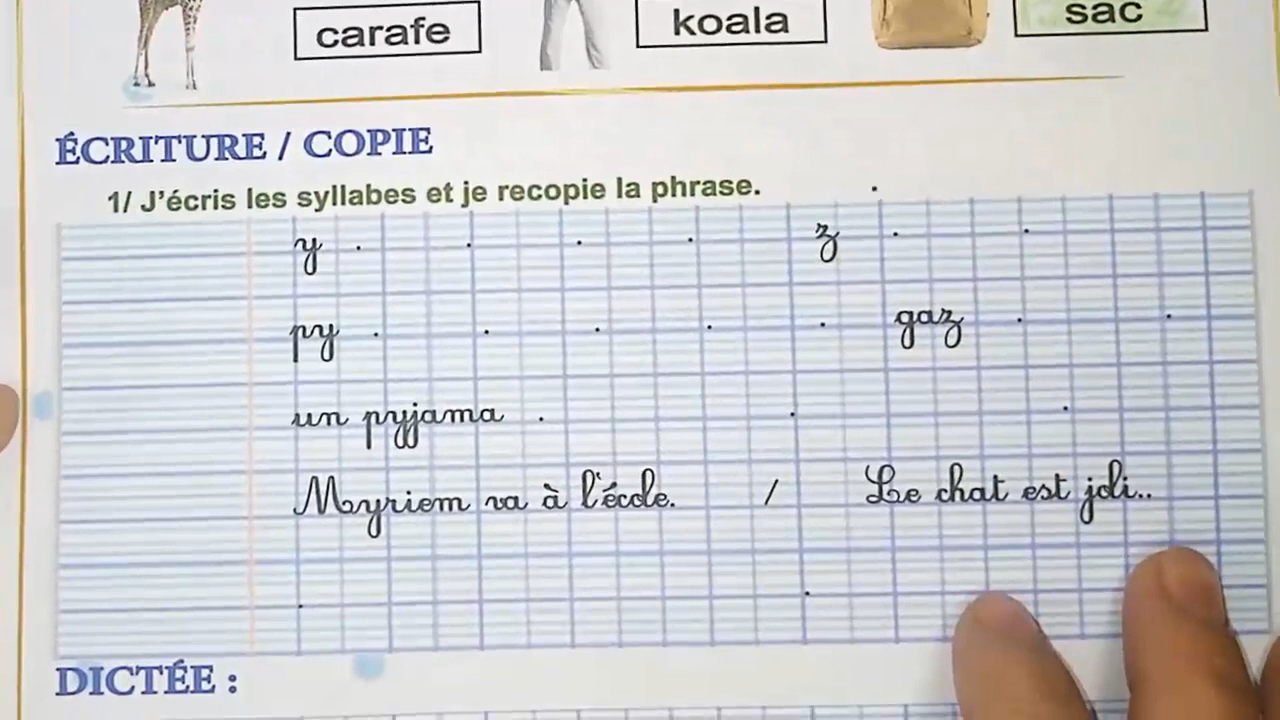 carafe koala sac
ÉCRITURE / COPIE
1/ J'écris les syllabes et je recopie la phrase.
y . . . . z . .
py . . . . . gaz . .
un pyjama . . .
Myriem va à l'école. / Le chat est joli..
. .
DICTÉE :